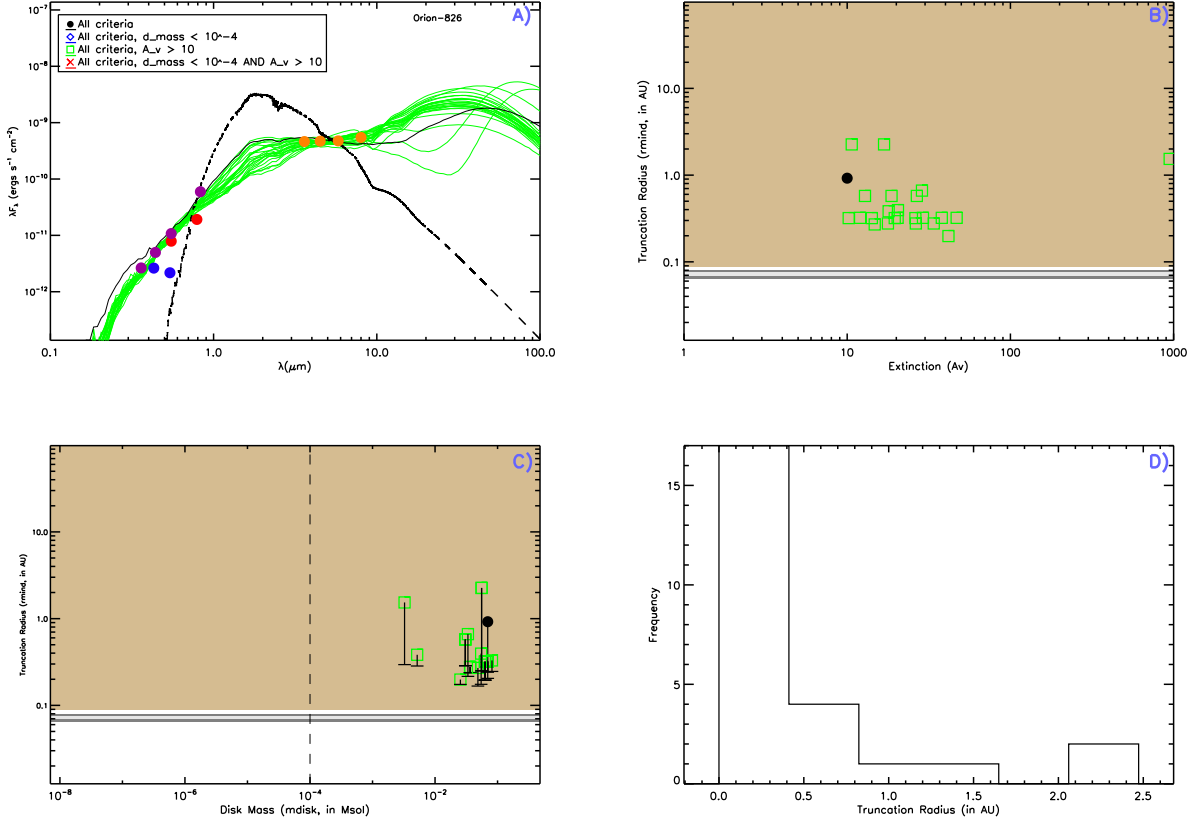 Orion-826
A)
All criteria
All criteria, d_mass < 10^-4
All criteria, A_v > 10
All criteria, d_mass < 10^-4 AND A_v > 10
10⁻⁷
10⁻⁸
10⁻⁹
10⁻¹⁰
10⁻¹¹
10⁻¹²
λF_λ (ergs s⁻¹ cm⁻²)
0.1 1.0 10.0 100.0
λ(μm)
B)
10.0
1.0
0.1
Truncation Radius (rmind, in AU)
1 10 100 1000
Extinction (Av)
C)
10.0
1.0
0.1
Truncation Radius (rmind, in AU)
10⁻⁸ 10⁻⁶ 10⁻⁴ 10⁻²
Disk Mass (mdisk, in Msol)
D)
15
10
5
0
Frequency
0.0 0.5 1.0 1.5 2.0 2.5
Truncation Radius (in AU)